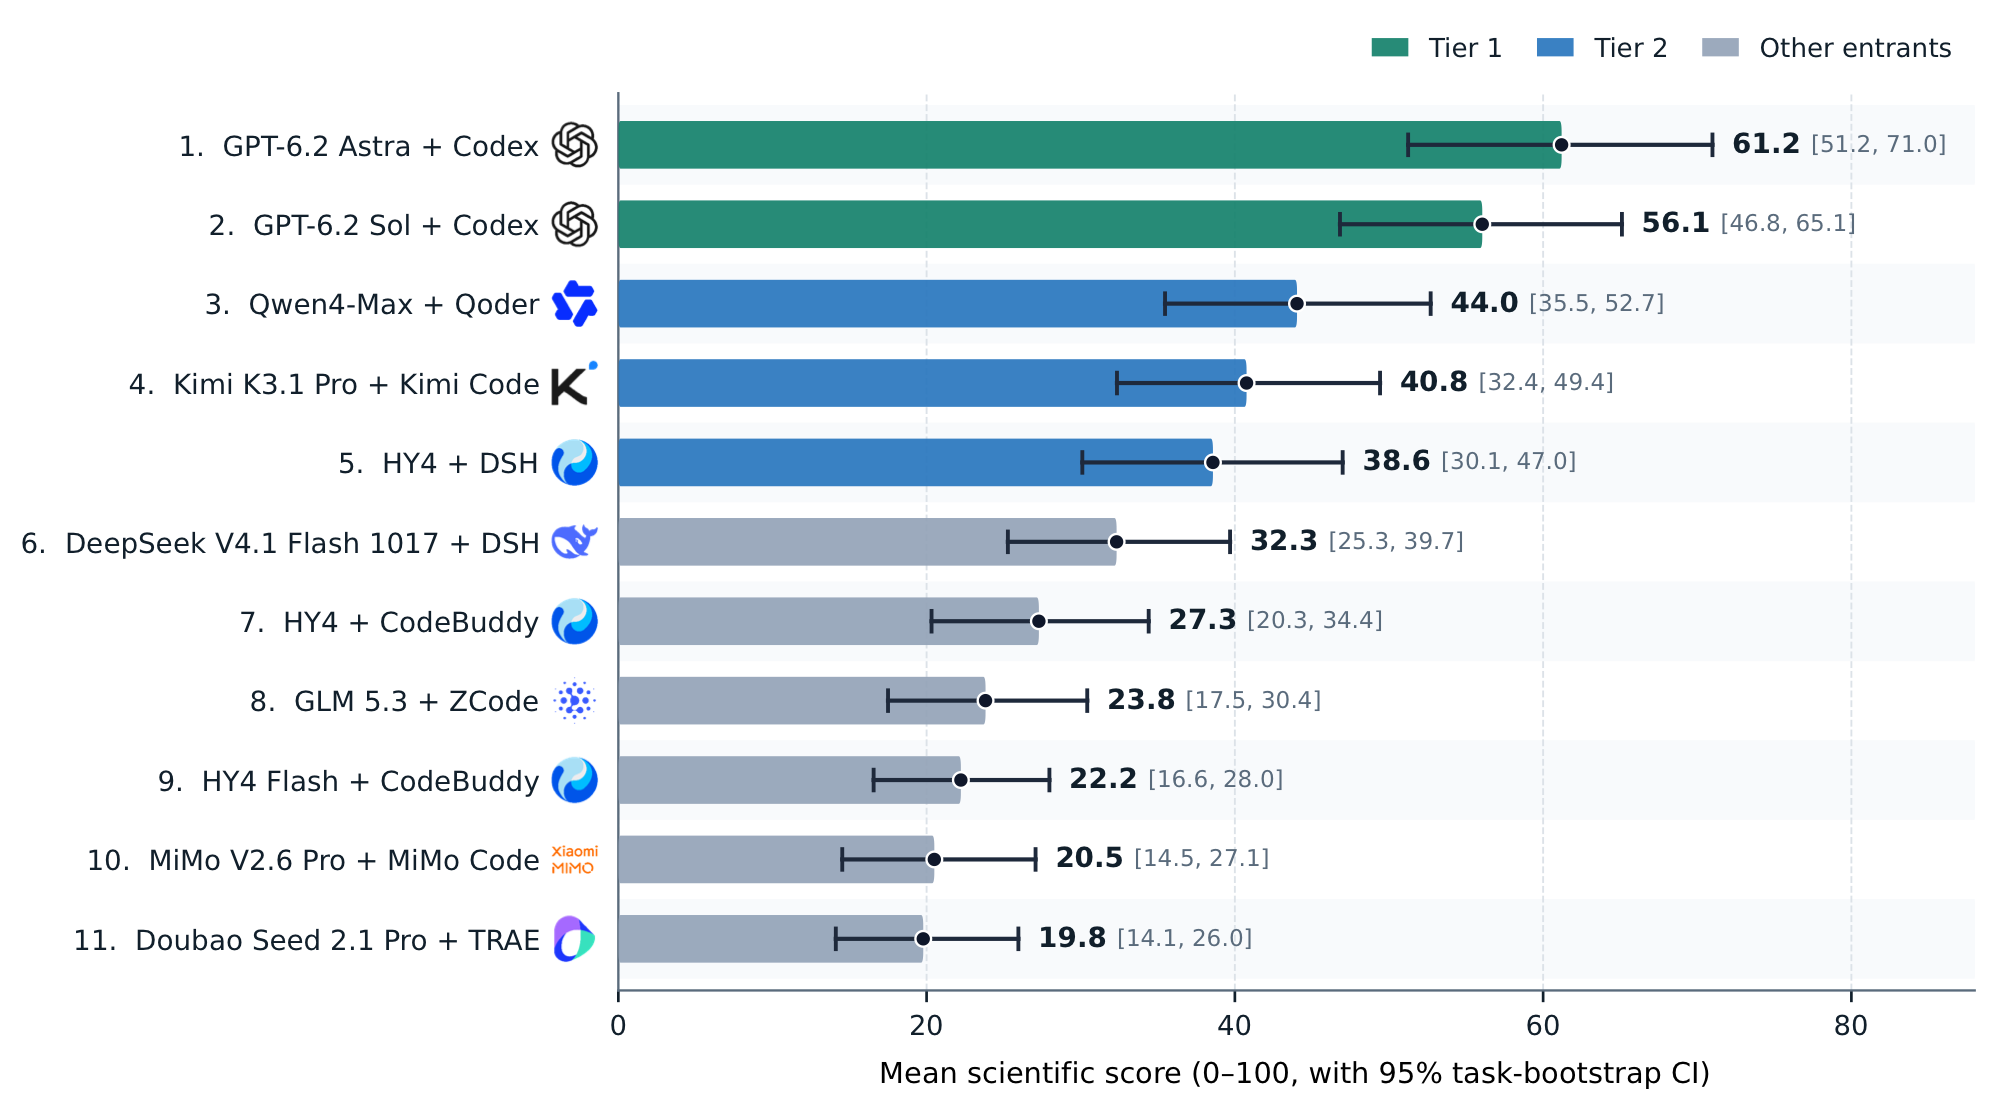 Tier 1 Tier 2 Other entrants
1. GPT-6.2 Astra + Codex 61.2 [51.2, 71.0]
2. GPT-6.2 Sol + Codex 56.1 [46.8, 65.1]
3. Qwen4-Max + Qoder 44.0 [35.5, 52.7]
4. Kimi K3.1 Pro + Kimi Code 40.8 [32.4, 49.4]
5. HY4 + DSH 38.6 [30.1, 47.0]
6. DeepSeek V4.1 Flash 1017 + DSH 32.3 [25.3, 39.7]
7. HY4 + CodeBuddy 27.3 [20.3, 34.4]
8. GLM 5.3 + ZCode 23.8 [17.5, 30.4]
9. HY4 Flash + CodeBuddy 22.2 [16.6, 28.0]
10. MiMo V2.6 Pro + MiMo Code Xiaomi MIMO 20.5 [14.5, 27.1]
11. Doubao Seed 2.1 Pro + TRAE 19.8 [14.1, 26.0]
0 20 40 60 80
Mean scientific score (0–100, with 95% task-bootstrap CI)